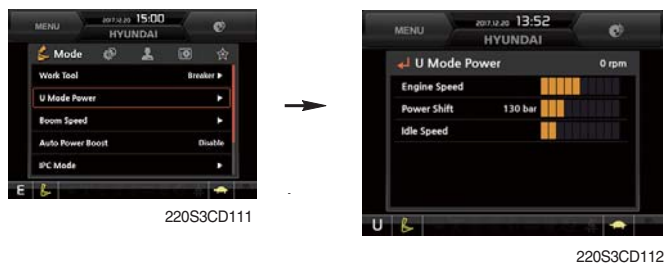 MENU 2017.12.20 15:00
HYUNDAI
Mode
Work Tool Breaker ▶
U Mode Power ▶
Boom Speed ▶
Auto Power Boost Disable
IPC Mode ▶
E
220S3CD111
MENU 2017.12.20 13:52
HYUNDAI
U Mode Power 0 rpm
Engine Speed
Power Shift 130 bar
Idle Speed
U
220S3CD112